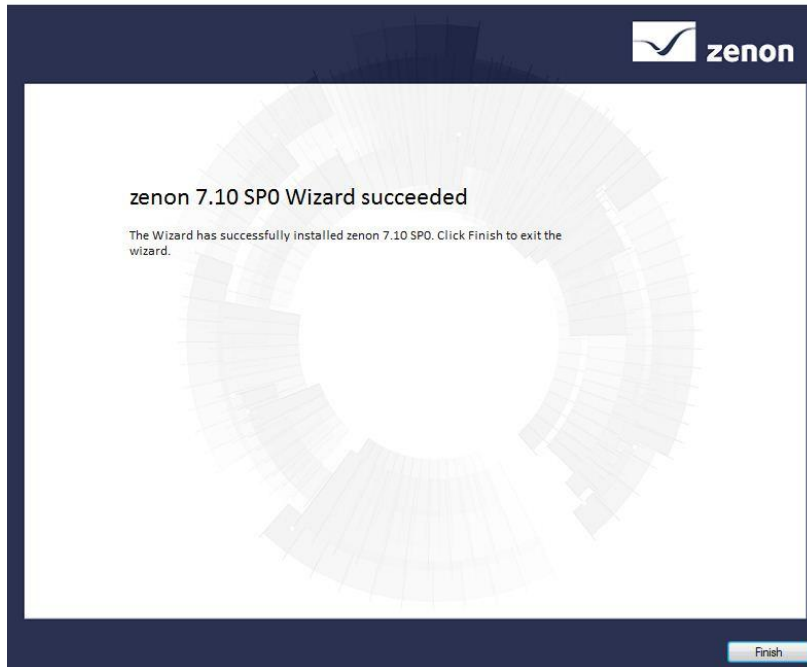 zenon
zenon 7.10 SP0 Wizard succeeded
The Wizard has successfully installed zenon 7.10 SP0. Click Finish to exit the
wizard.
Finish